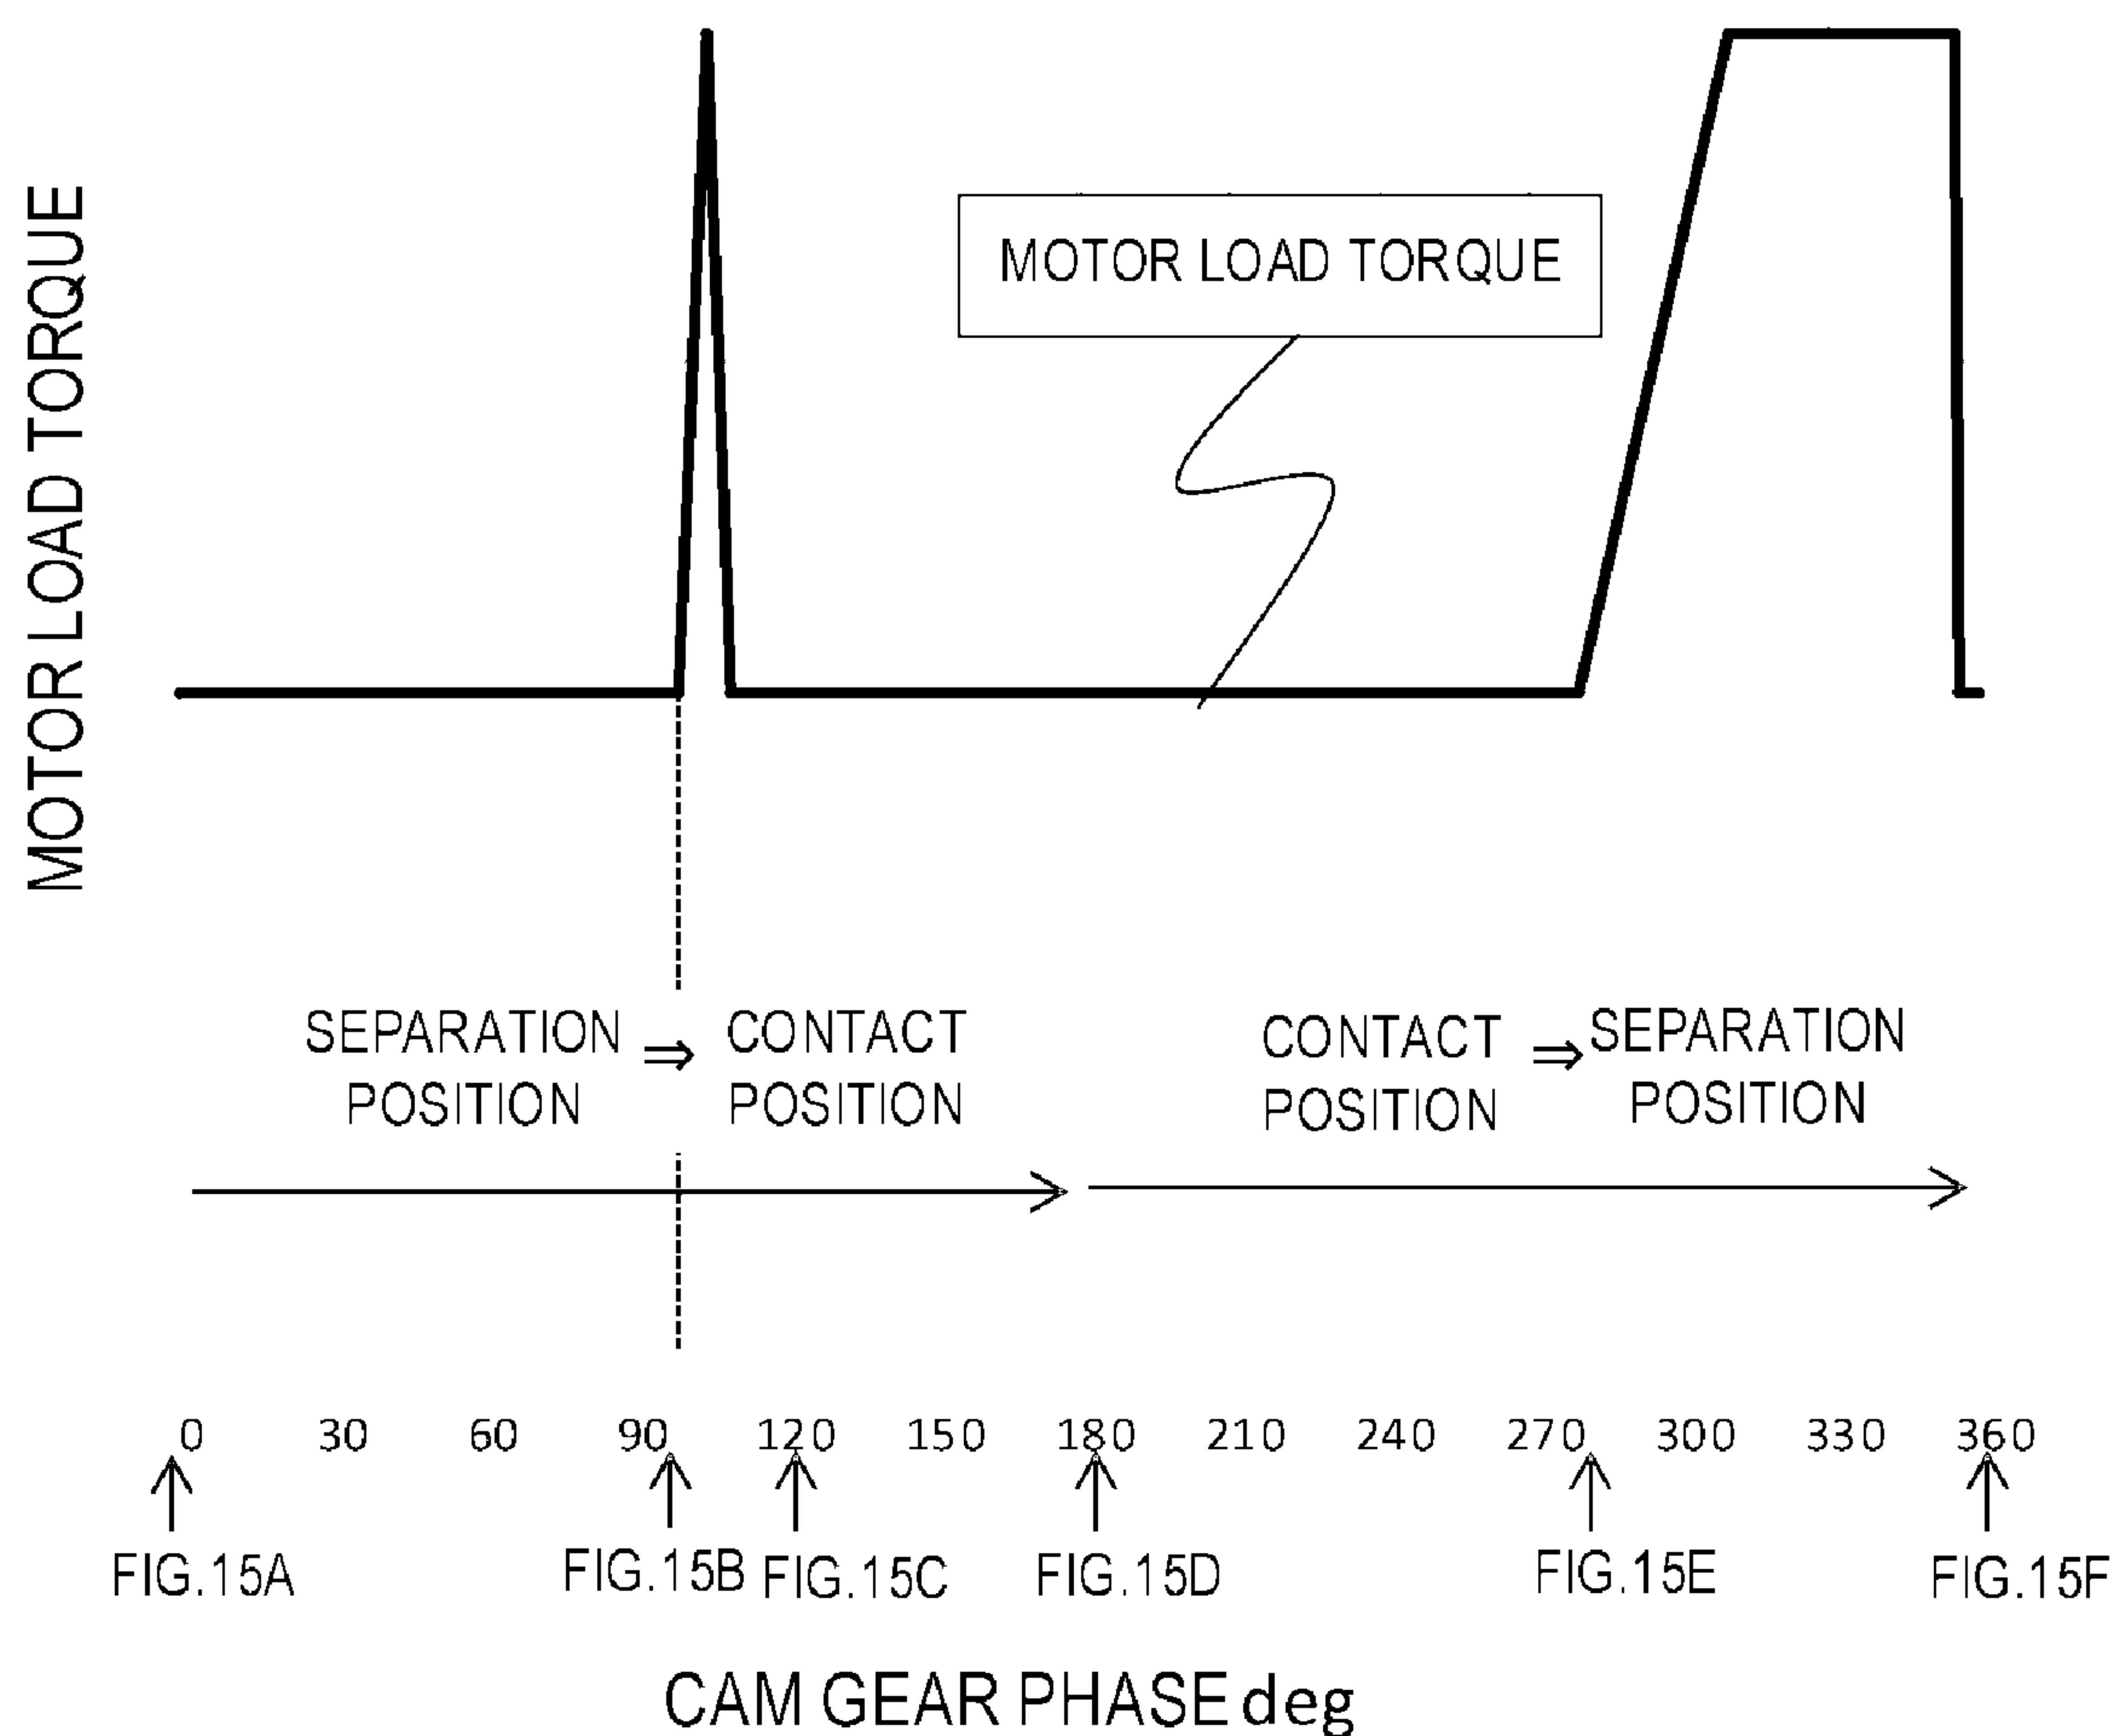 MOTOR LOAD TORQUE
MOTOR LOAD TORQUE
SEPARATION ⇒ CONTACT
POSITION POSITION
CONTACT ⇒ SEPARATION
POSITION POSITION
0 30 60 90 120 150 180 210 240 270 300 330 360
FIG.15A FIG.15B FIG.15C FIG.15D FIG.15E FIG.15F
CAM GEAR PHASE deg